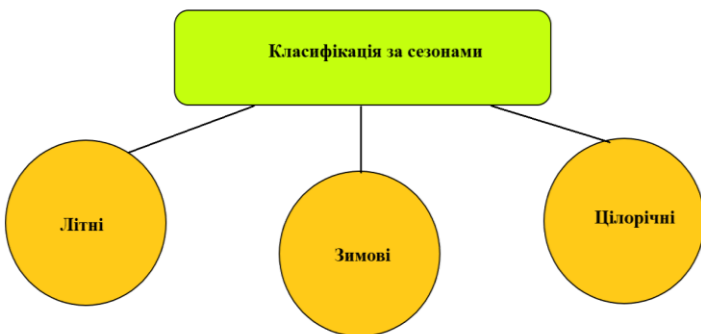 Класифікація за сезонами
Літні
Зимові
Цілорічні